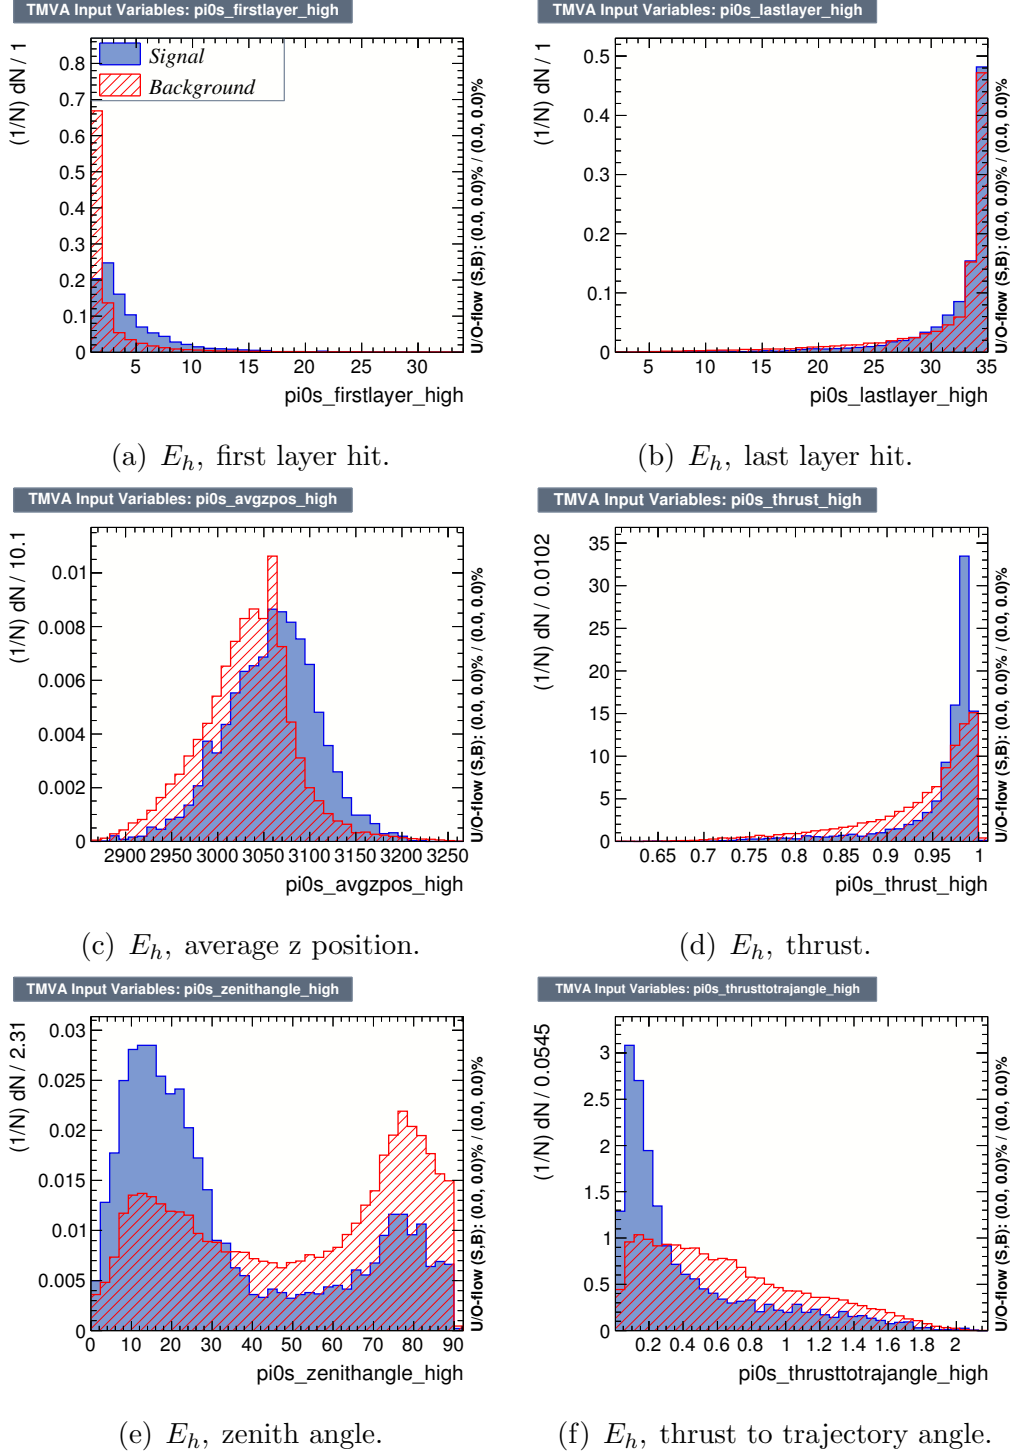 TMVA Input Variables: pi0s_firstlayer_high
(1/N) dN / 1
0.8
0.7
0.6
0.5
0.4
0.3
0.2
0.1
0
Signal
Background
5 10 15 20 25 30
pi0s_firstlayer_high
U/O-flow (S,B): (0.0, 0.0)% / (0.0, 0.0)%
(a) E_h, first layer hit.
TMVA Input Variables: pi0s_lastlayer_high
(1/N) dN / 1
0.5
0.4
0.3
0.2
0.1
0
5 10 15 20 25 30 35
pi0s_lastlayer_high
U/O-flow (S,B): (0.0, 0.0)% / (0.0, 0.0)%
(b) E_h, last layer hit.
TMVA Input Variables: pi0s_avgzpos_high
(1/N) dN / 10.1
0.01
0.008
0.006
0.004
0.002
0
2900 2950 3000 3050 3100 3150 3200 3250
pi0s_avgzpos_high
U/O-flow (S,B): (0.0, 0.0)% / (0.0, 0.0)%
(c) E_h, average z position.
TMVA Input Variables: pi0s_thrust_high
(1/N) dN / 0.0102
35
30
25
20
15
10
5
0
0.65 0.7 0.75 0.8 0.85 0.9 0.95 1
pi0s_thrust_high
U/O-flow (S,B): (0.0, 0.0)% / (0.0, 0.0)%
(d) E_h, thrust.
TMVA Input Variables: pi0s_zenithangle_high
(1/N) dN / 2.31
0.03
0.025
0.02
0.015
0.01
0.005
0
0 10 20 30 40 50 60 70 80 90
pi0s_zenithangle_high
U/O-flow (S,B): (0.0, 0.0)% / (0.0, 0.0)%
(e) E_h, zenith angle.
TMVA Input Variables: pi0s_thrusttotrajangle_high
(1/N) dN / 0.0545
3
2.5
2
1.5
1
0.5
0
0.2 0.4 0.6 0.8 1 1.2 1.4 1.6 1.8 2
pi0s_thrusttotrajangle_high
U/O-flow (S,B): (0.0, 0.0)% / (0.0, 0.0)%
(f) E_h, thrust to trajectory angle.